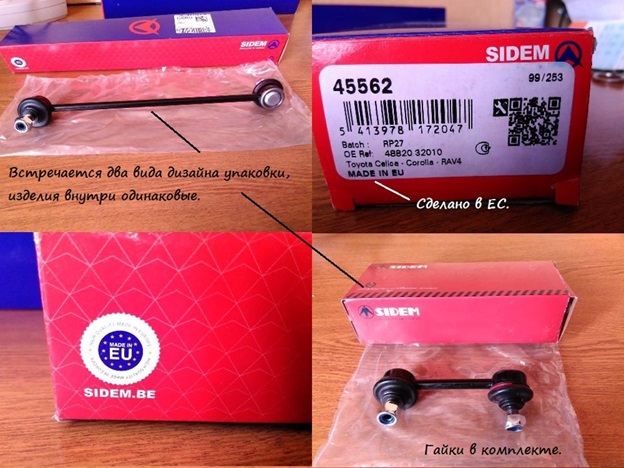 SIDEM
SIDEM
45562
99/253
5 413978 172047
Batch : RP27
OE Ref: 48820 32010
Toyota Celica - Corolla - RAV4
MADE IN EU
Сделано в ЕС.
Встречается два вида дизайна упаковки,
изделия внутри одинаковые.
MADE IN
EU
SIDEM.BE
SIDEM
SIDEM
Гайки в комплекте.